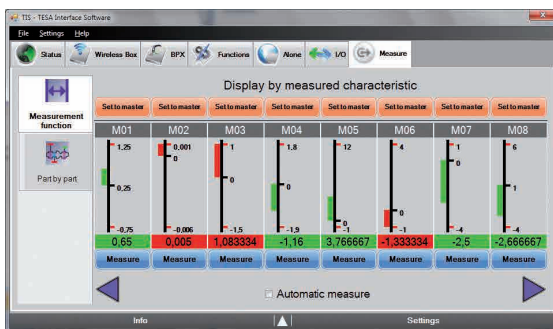 TIS - TESA Interface Software
File Settings Help
Status Wireless Box BPX Functions None I/O Measure
Display by measured characteristic
Measurement function
Part by part
Set to master Set to master Set to master Set to master Set to master Set to master Set to master Set to master
M01 M02 M03 M04 M05 M06 M07 M08
1,25 0,001 1 1,8 12 4 1 6
0 0
0,25 0 0 1
0 0
-0,75 -0,006 -1,5 -1,9 -1 -1 -4 -4
0,65 0,005 1,083334 -1,16 3,766667 -1,333334 -2,5 -2,666667
Measure Measure Measure Measure Measure Measure Measure Measure
Automatic measure
Info Settings